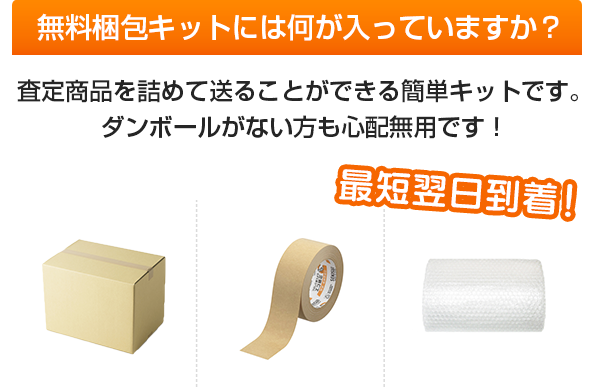 無料梱包キットには何が入っていますか？
査定商品を詰めて送ることができる簡単キットです。
ダンボールがない方も心配無用です！
最短翌日到着！